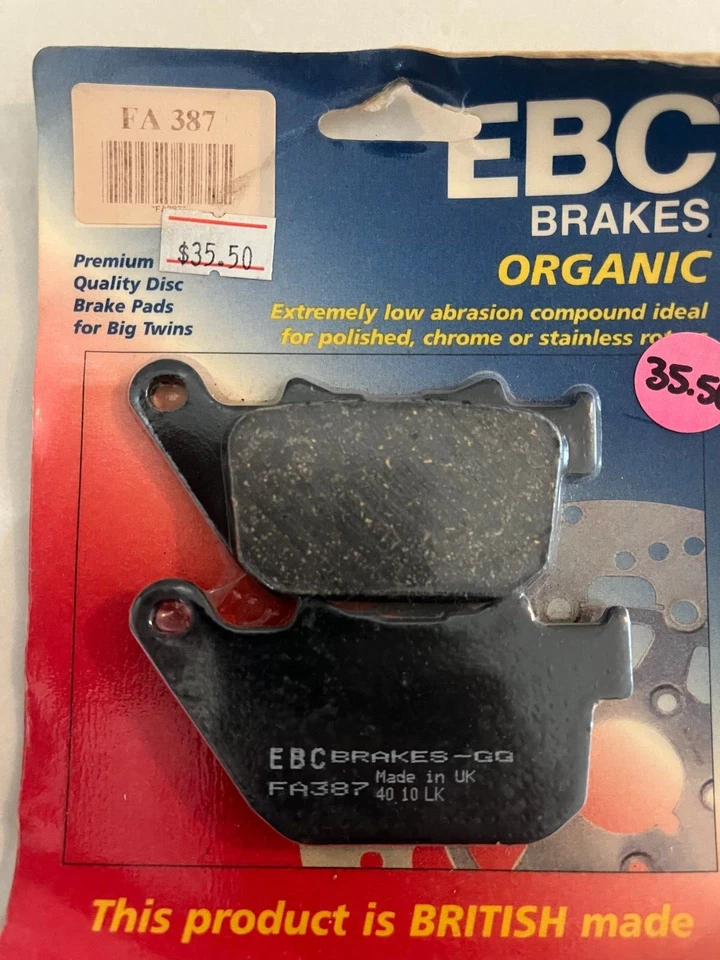 FA 387
EBC
BRAKES
$35.50
ORGANIC
Premium
Quality Disc
Brake Pads
for Big Twins
Extremely low abrasion compound ideal
for polished, chrome or stainless
35.50
EBC BRAKES-GG
FA387 Made in UK
40 10 LK
This product is BRITISH made